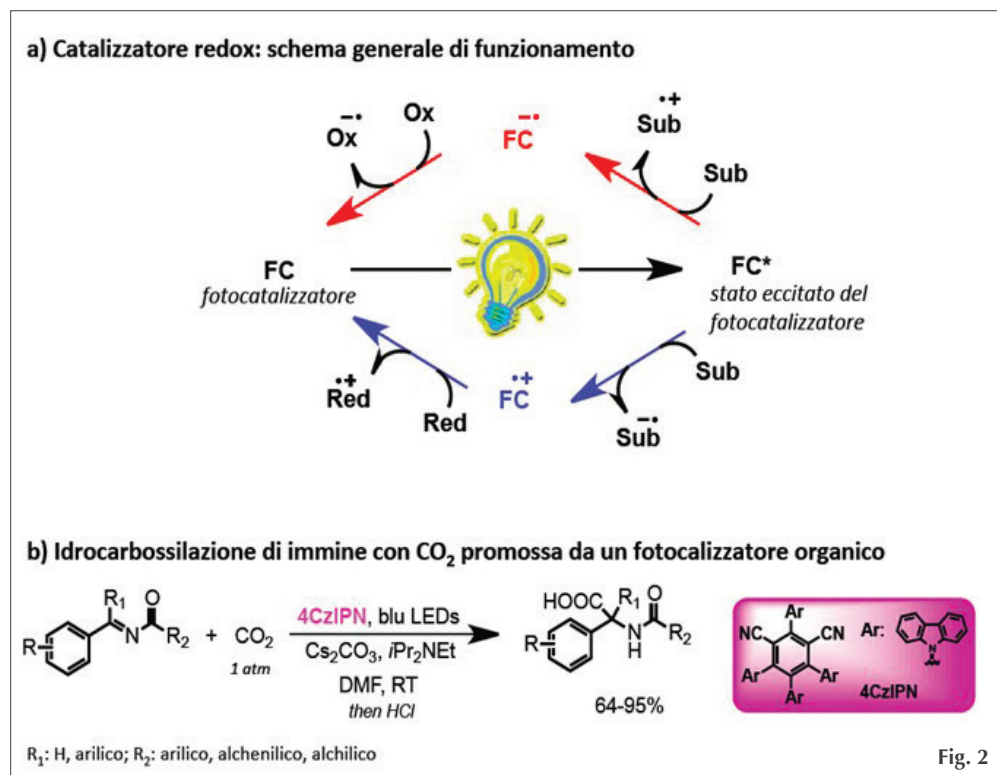 a) Catalizzatore redox: schema generale di funzionamento
Ox−• Ox
FC−•
Sub•+
Sub
FC
fotocatalizzatore
FC*
stato eccitato del
fotocatalizzatore
Red•+
Red
FC•+
Sub
Sub−•
b) Idrocarbossilazione di immine con CO2 promossa da un fotocalizzatore organico
R R1 N O R2 + CO2
1 atm
4CzIPN, blu LEDs
Cs2CO3, iPr2NEt
DMF, RT
then HCl
R HOOC R1 N H O R2
64-95%
Ar Ar:
NC CN
N
Ar Ar
Ar
4CzIPN
R1: H, arilico; R2: arilico, alchenilico, alchilico
Fig. 2